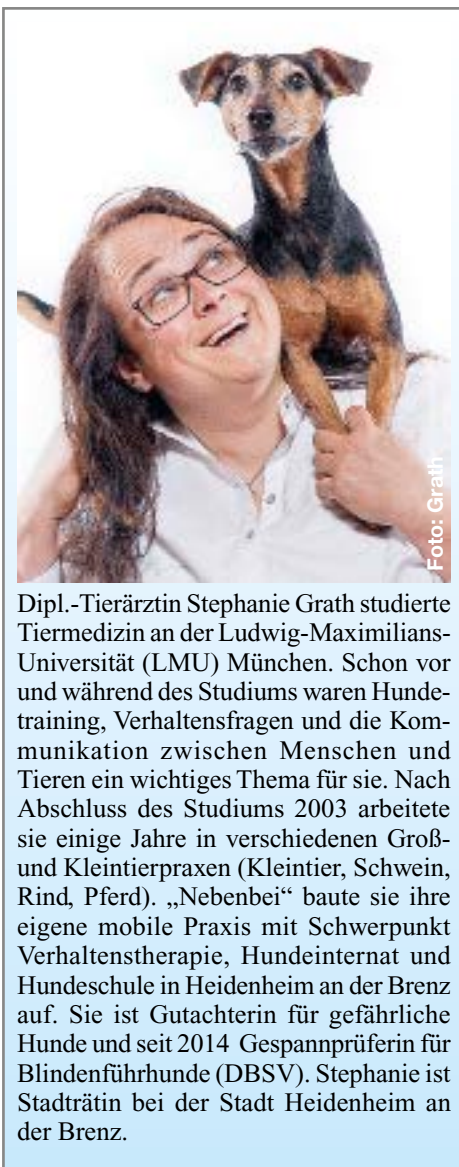 Foto: Grath
Dipl.-Tierärztin Stephanie Grath studierte
Tiermedizin an der Ludwig-Maximilians-
Universität (LMU) München. Schon vor
und während des Studiums waren Hunde-
training, Verhaltensfragen und die Kom-
munikation zwischen Menschen und
Tieren ein wichtiges Thema für sie. Nach
Abschluss des Studiums 2003 arbeitete
sie einige Jahre in verschiedenen Groß-
und Kleintierpraxen (Kleintier, Schwein,
Rind, Pferd). „Nebenbei“ baute sie ihre
eigene mobile Praxis mit Schwerpunkt
Verhaltenstherapie, Hundeinternat und
Hundeschule in Heidenheim an der Brenz
auf. Sie ist Gutachterin für gefährliche
Hunde und seit 2014 Gespannprüferin für
Blindenführhunde (DBSV). Stephanie ist
Stadträtin bei der Stadt Heidenheim an
der Brenz.